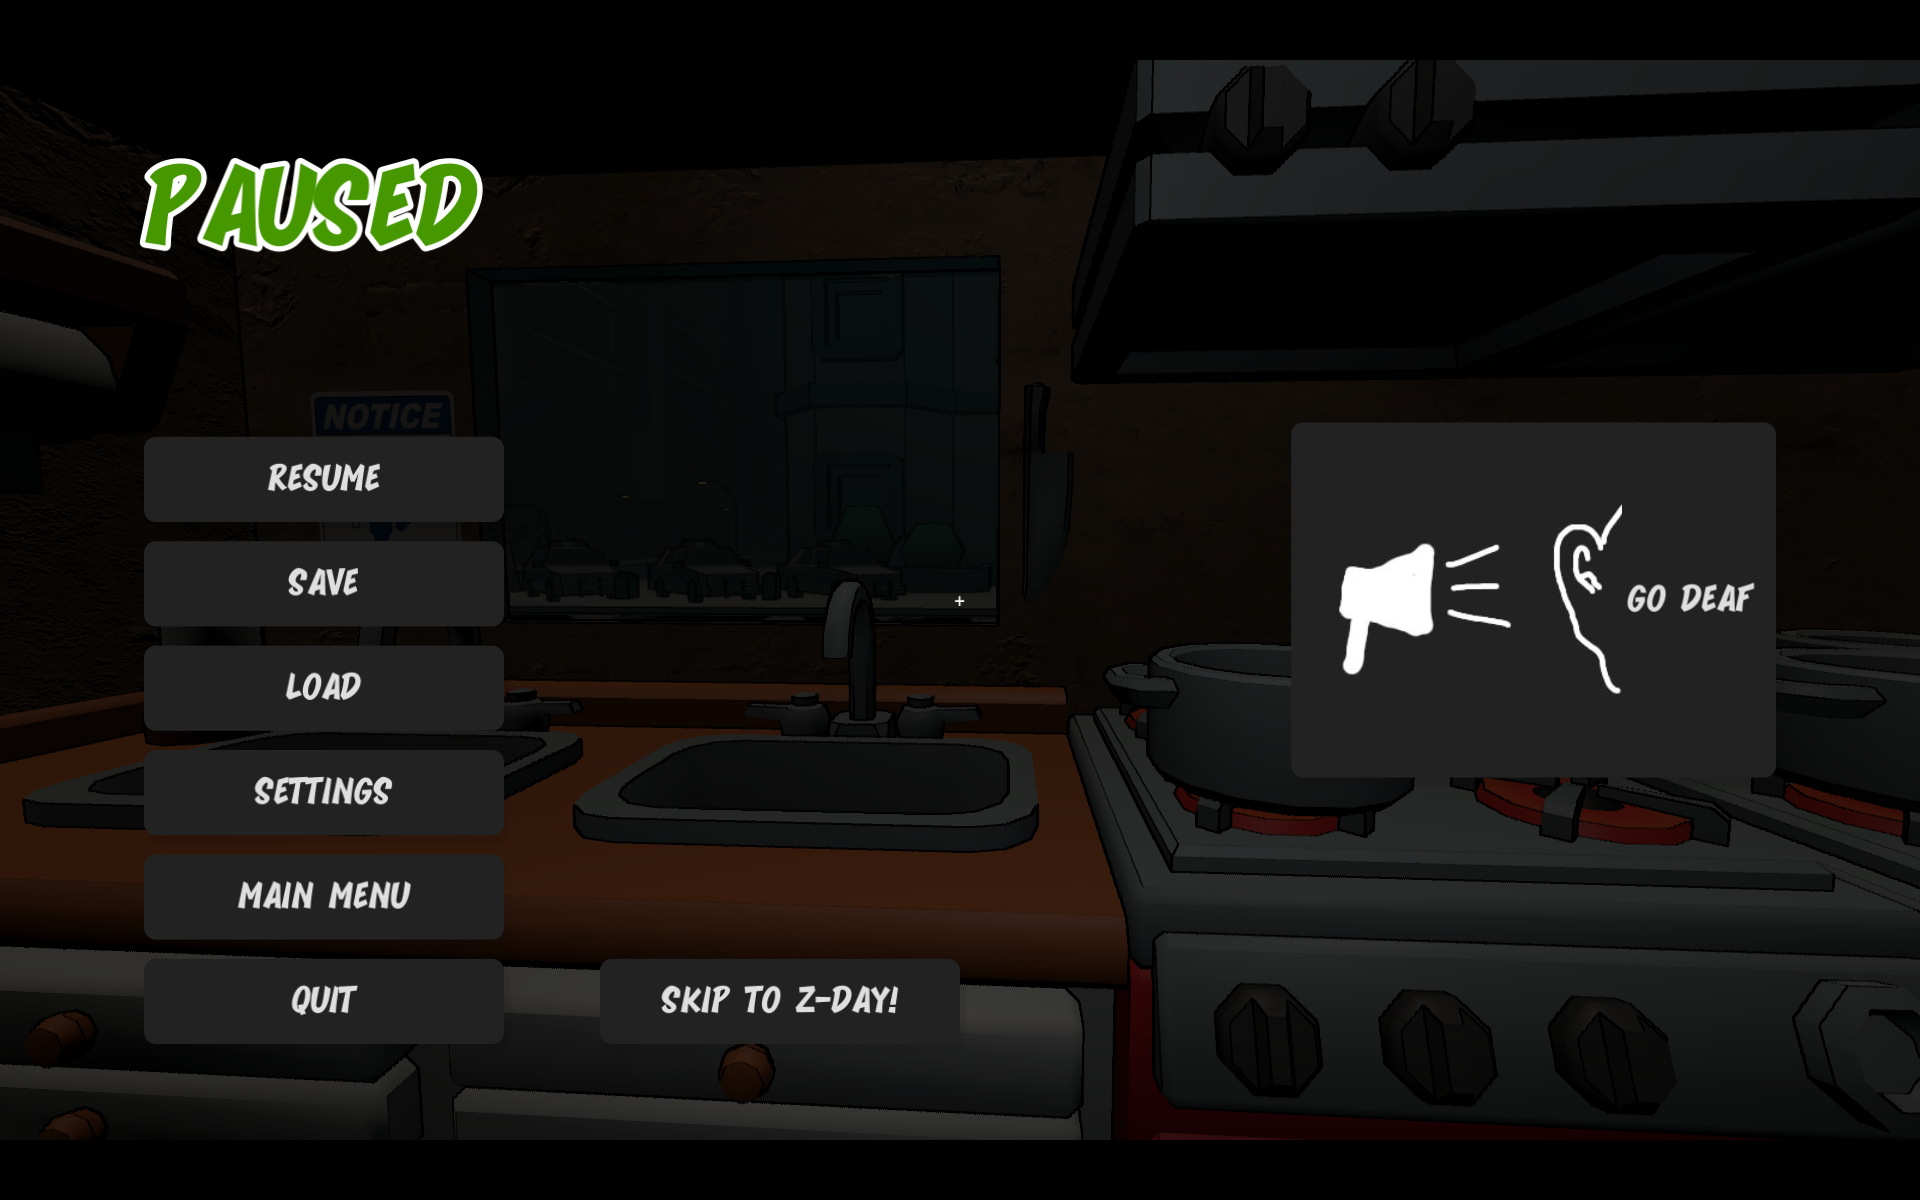 PAUSED
NOTICE
RESUME
SAVE
LOAD
SETTINGS
MAIN MENU
QUIT
SKIP TO Z-DAY!
GO DEAF